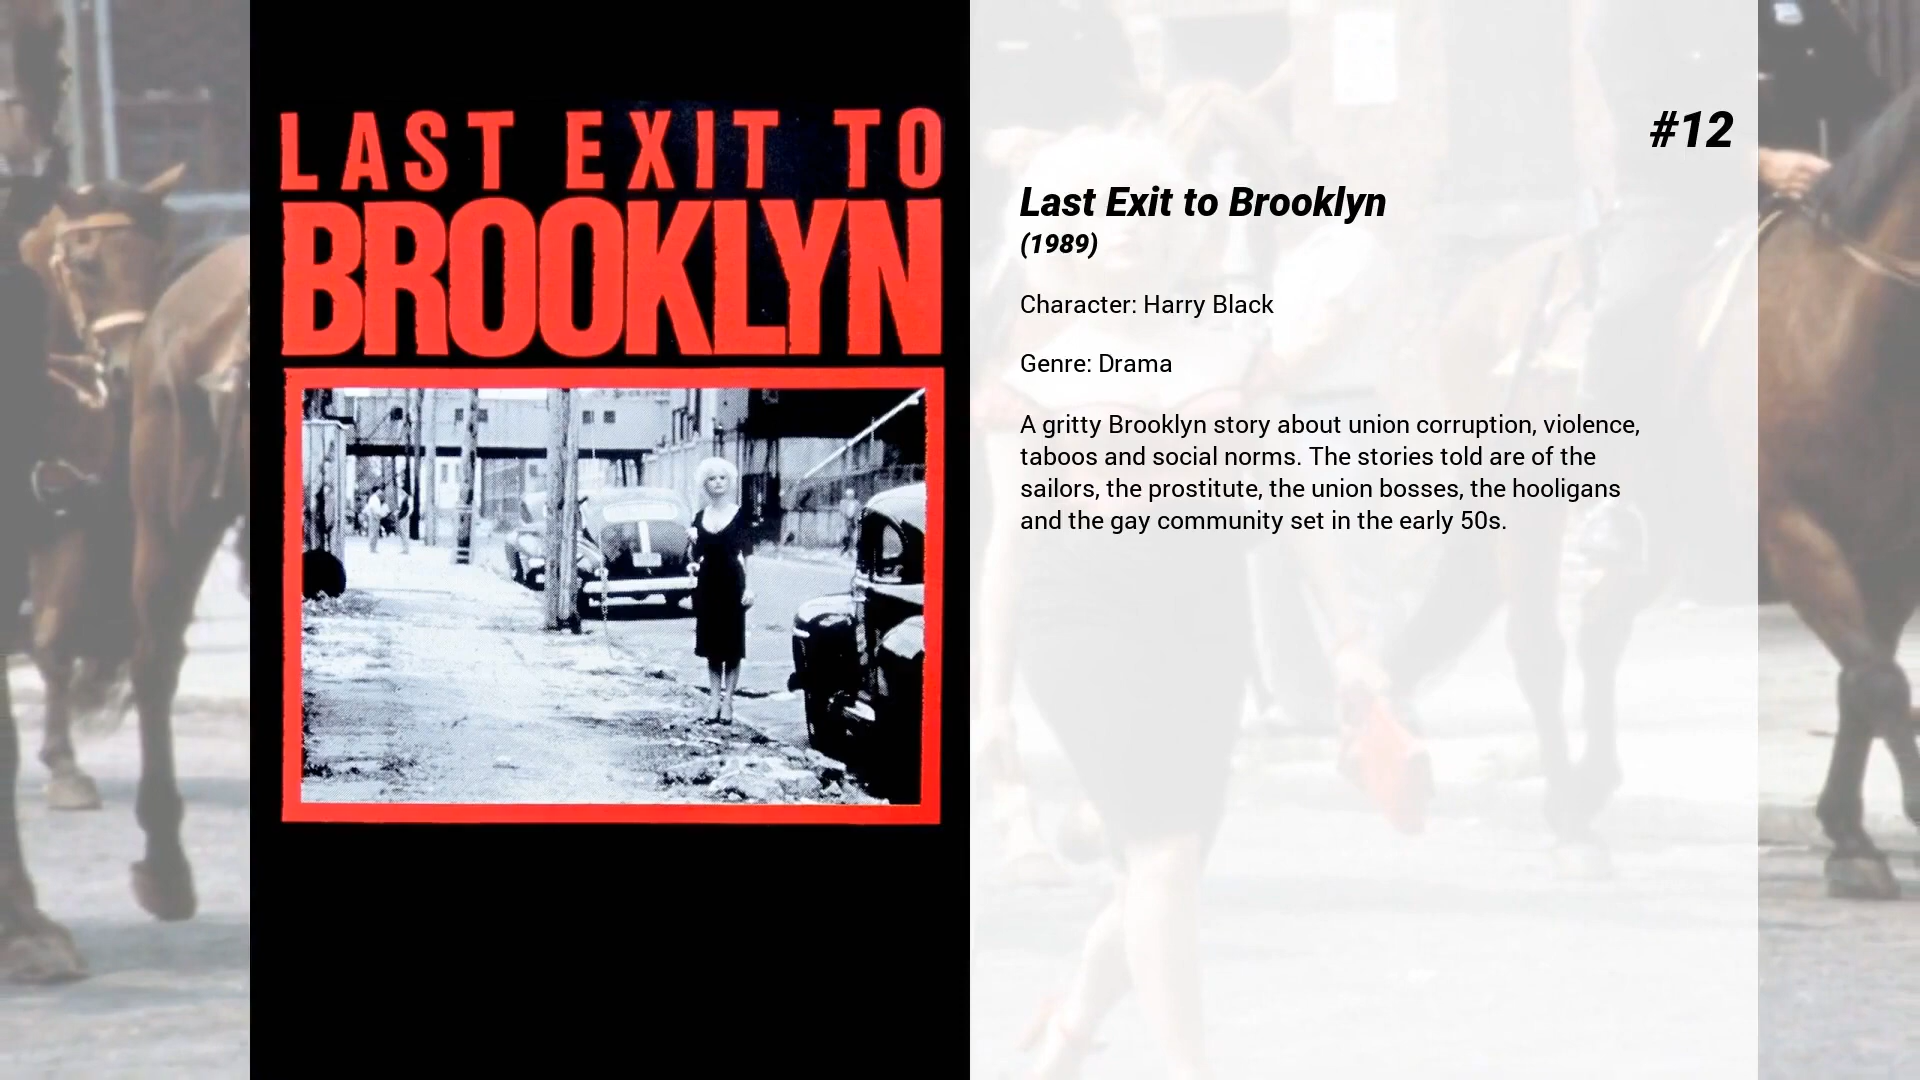 LAST EXIT TO
BROOKLYN
#12
Last Exit to Brooklyn
(1989)
Character: Harry Black
Genre: Drama
A gritty Brooklyn story about union corruption, violence,
taboos and social norms. The stories told are of the
sailors, the prostitute, the union bosses, the hooligans
and the gay community set in the early 50s.